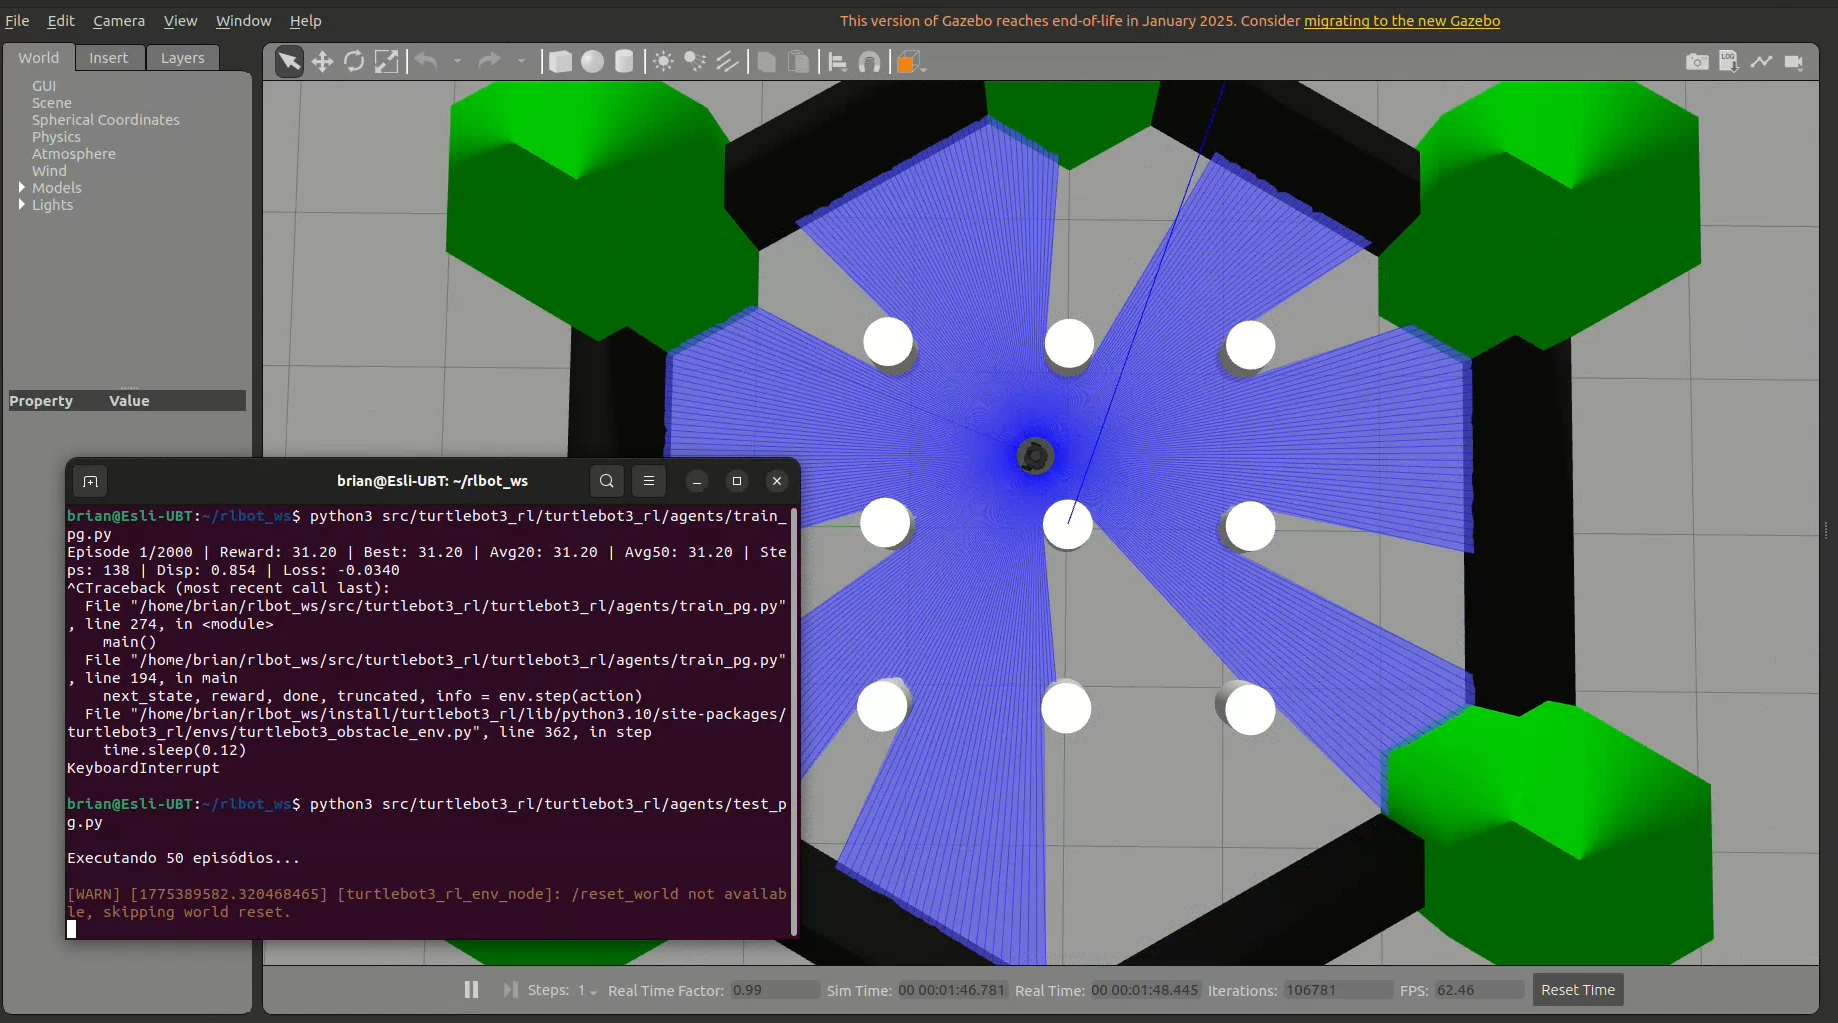 File Edit Camera View Window Help
This version of Gazebo reaches end-of-life in January 2025. Consider migrating to the new Gazebo
World Insert Layers
LOG
GUI
Scene
Spherical Coordinates
Physics
Atmosphere
Wind
Models
Lights
Property Value
brian@Esli-UBT: ~/rlbot_ws
brian@Esli-UBT:~/rlbot_ws$ python3 src/turtlebot3_rl/turtlebot3_rl/agents/train_
pg.py
Episode 1/2000 | Reward: 31.20 | Best: 31.20 | Avg20: 31.20 | Avg50: 31.20 | Ste
ps: 138 | Disp: 0.854 | Loss: -0.0340
^CTraceback (most recent call last):
  File "/home/brian/rlbot_ws/src/turtlebot3_rl/turtlebot3_rl/agents/train_pg.py"
, line 274, in <module>
    main()
  File "/home/brian/rlbot_ws/src/turtlebot3_rl/turtlebot3_rl/agents/train_pg.py"
, line 194, in main
    next_state, reward, done, truncated, info = env.step(action)
  File "/home/brian/rlbot_ws/install/turtlebot3_rl/lib/python3.10/site-packages/
turtlebot3_rl/envs/turtlebot3_obstacle_env.py", line 362, in step
    time.sleep(0.12)
KeyboardInterrupt
brian@Esli-UBT:~/rlbot_ws$ python3 src/turtlebot3_rl/turtlebot3_rl/agents/test_p
g.py
Executando 50 episódios...
[WARN] [1775389582.320468465] [turtlebot3_rl_env_node]: /reset_world not availab
le, skipping world reset.
Steps: 1 Real Time Factor: 0.99 Sim Time: 00 00:01:46.781 Real Time: 00 00:01:48.445 Iterations: 106781 FPS: 62.46 Reset Time